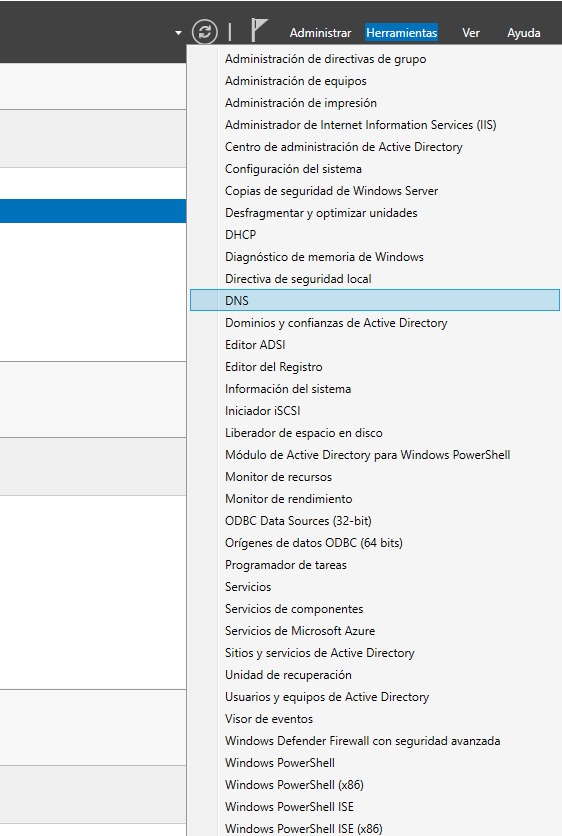 Administrar Herramientas Ver Ayuda
Administración de directivas de grupo
Administración de equipos
Administración de impresión
Administrador de Internet Information Services (IIS)
Centro de administración de Active Directory
Configuración del sistema
Copias de seguridad de Windows Server
Desfragmentar y optimizar unidades
DHCP
Diagnóstico de memoria de Windows
Directiva de seguridad local
DNS
Dominios y confianzas de Active Directory
Editor ADSI
Editor del Registro
Información del sistema
Iniciador iSCSI
Liberador de espacio en disco
Módulo de Active Directory para Windows PowerShell
Monitor de recursos
Monitor de rendimiento
ODBC Data Sources (32-bit)
Orígenes de datos ODBC (64 bits)
Programador de tareas
Servicios
Servicios de componentes
Servicios de Microsoft Azure
Sitios y servicios de Active Directory
Unidad de recuperación
Usuarios y equipos de Active Directory
Visor de eventos
Windows Defender Firewall con seguridad avanzada
Windows PowerShell
Windows PowerShell (x86)
Windows PowerShell ISE
Windows PowerShell ISE (x86)